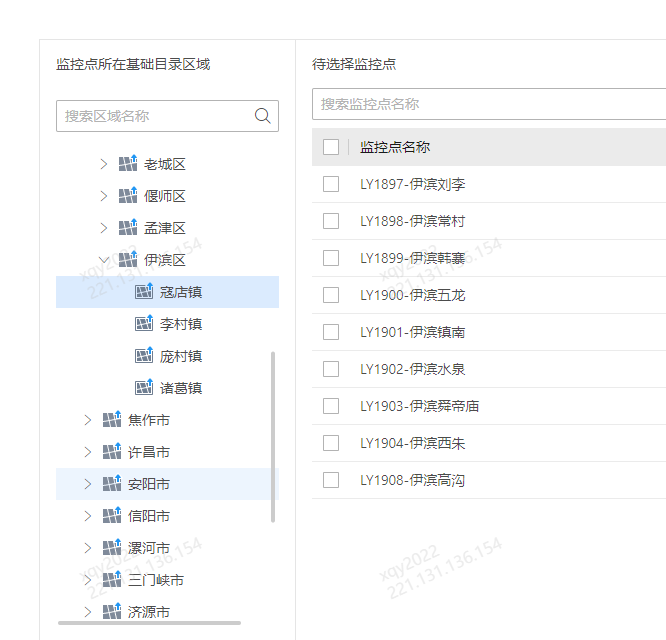 监控点所在基础目录区域
搜索区域名称
老城区
偃师区
孟津区
伊滨区
寇店镇
李村镇
庞村镇
诸葛镇
焦作市
许昌市
安阳市
信阳市
漯河市
三门峡市
济源市
待选择监控点
搜索监控点名称
监控点名称
LY1897-伊滨刘李
LY1898-伊滨常村
LY1899-伊滨韩寨
LY1900-伊滨五龙
LY1901-伊滨镇南
LY1902-伊滨水泉
LY1903-伊滨舜帝庙
LY1904-伊滨西朱
LY1908-伊滨高沟
xqy2022
221.131.136.154
xqy2022
221.131.136.154
xqy2022
221.131.136.154
xqy2022
221.131.136.154